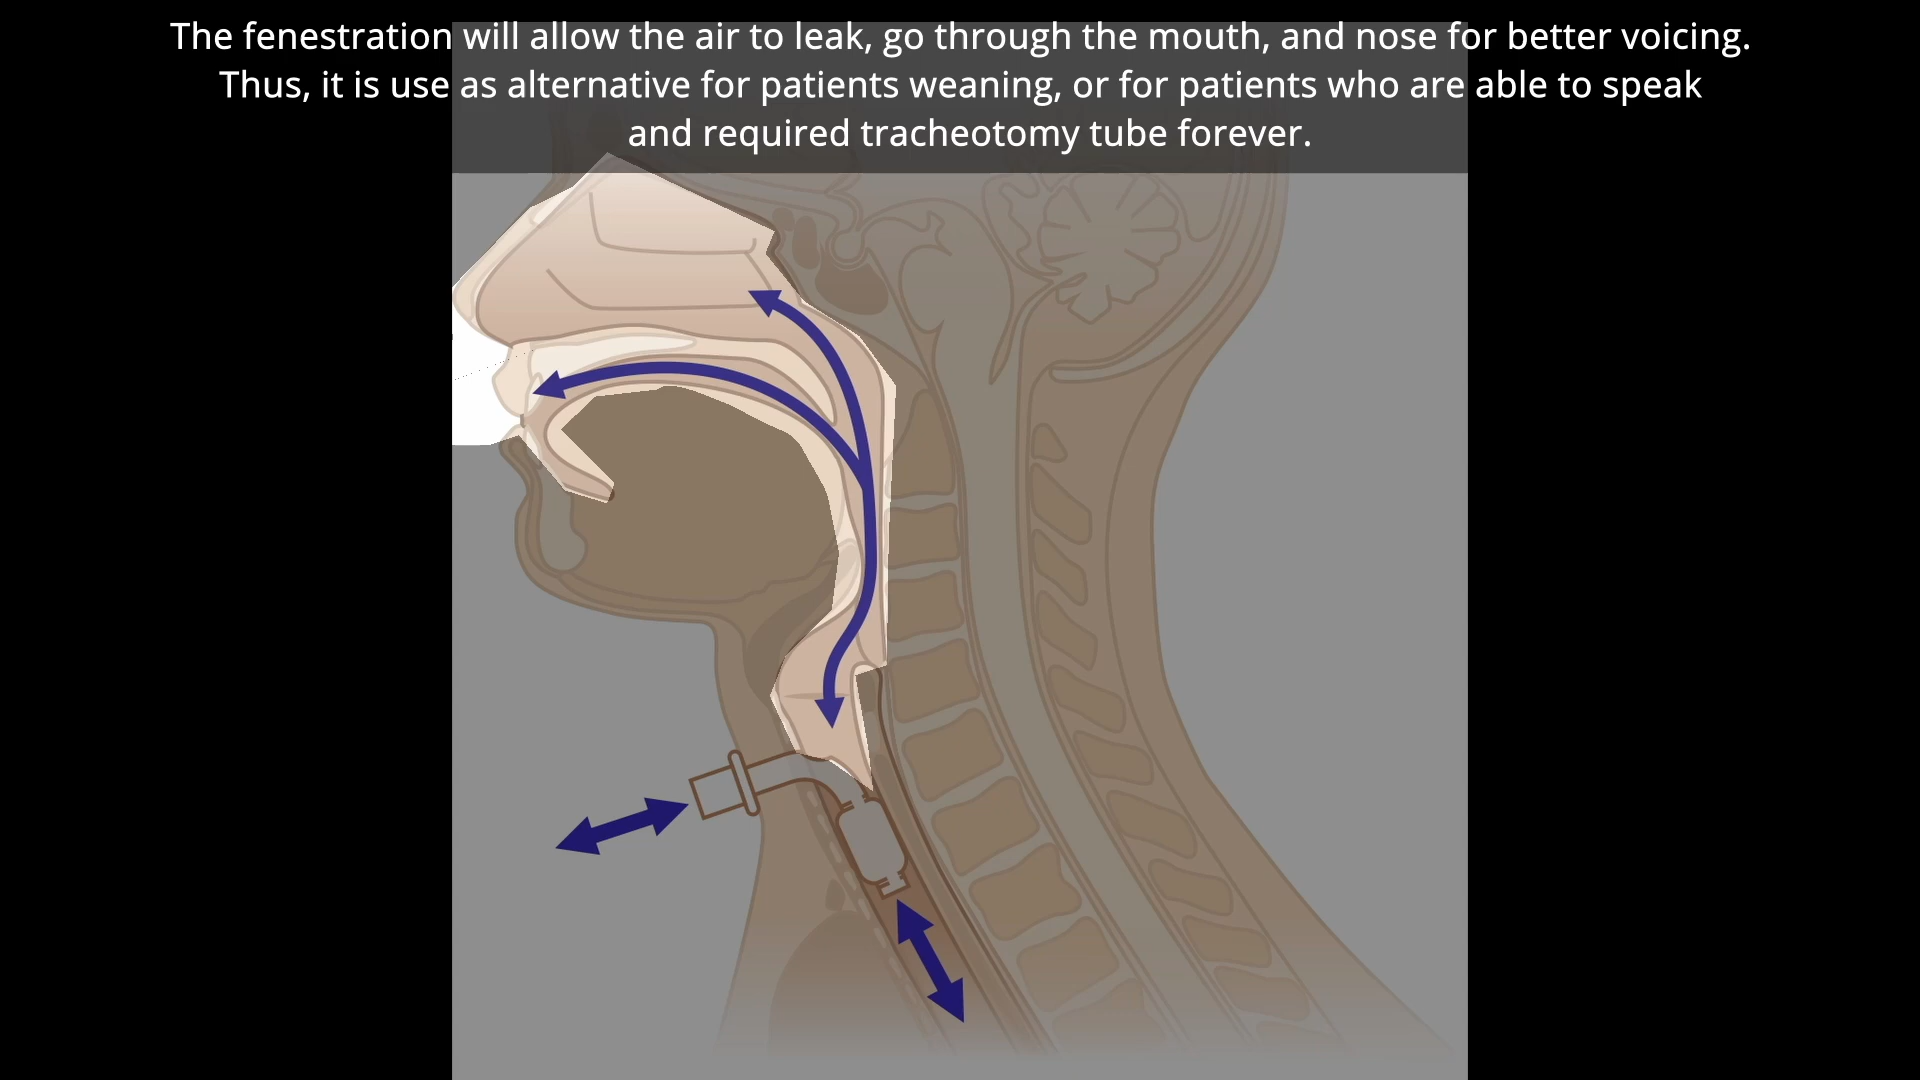 The fenestration will allow the air to leak, go through the mouth, and nose for better voicing.
Thus, it is use as alternative for patients weaning, or for patients who are able to speak
and required tracheotomy tube forever.